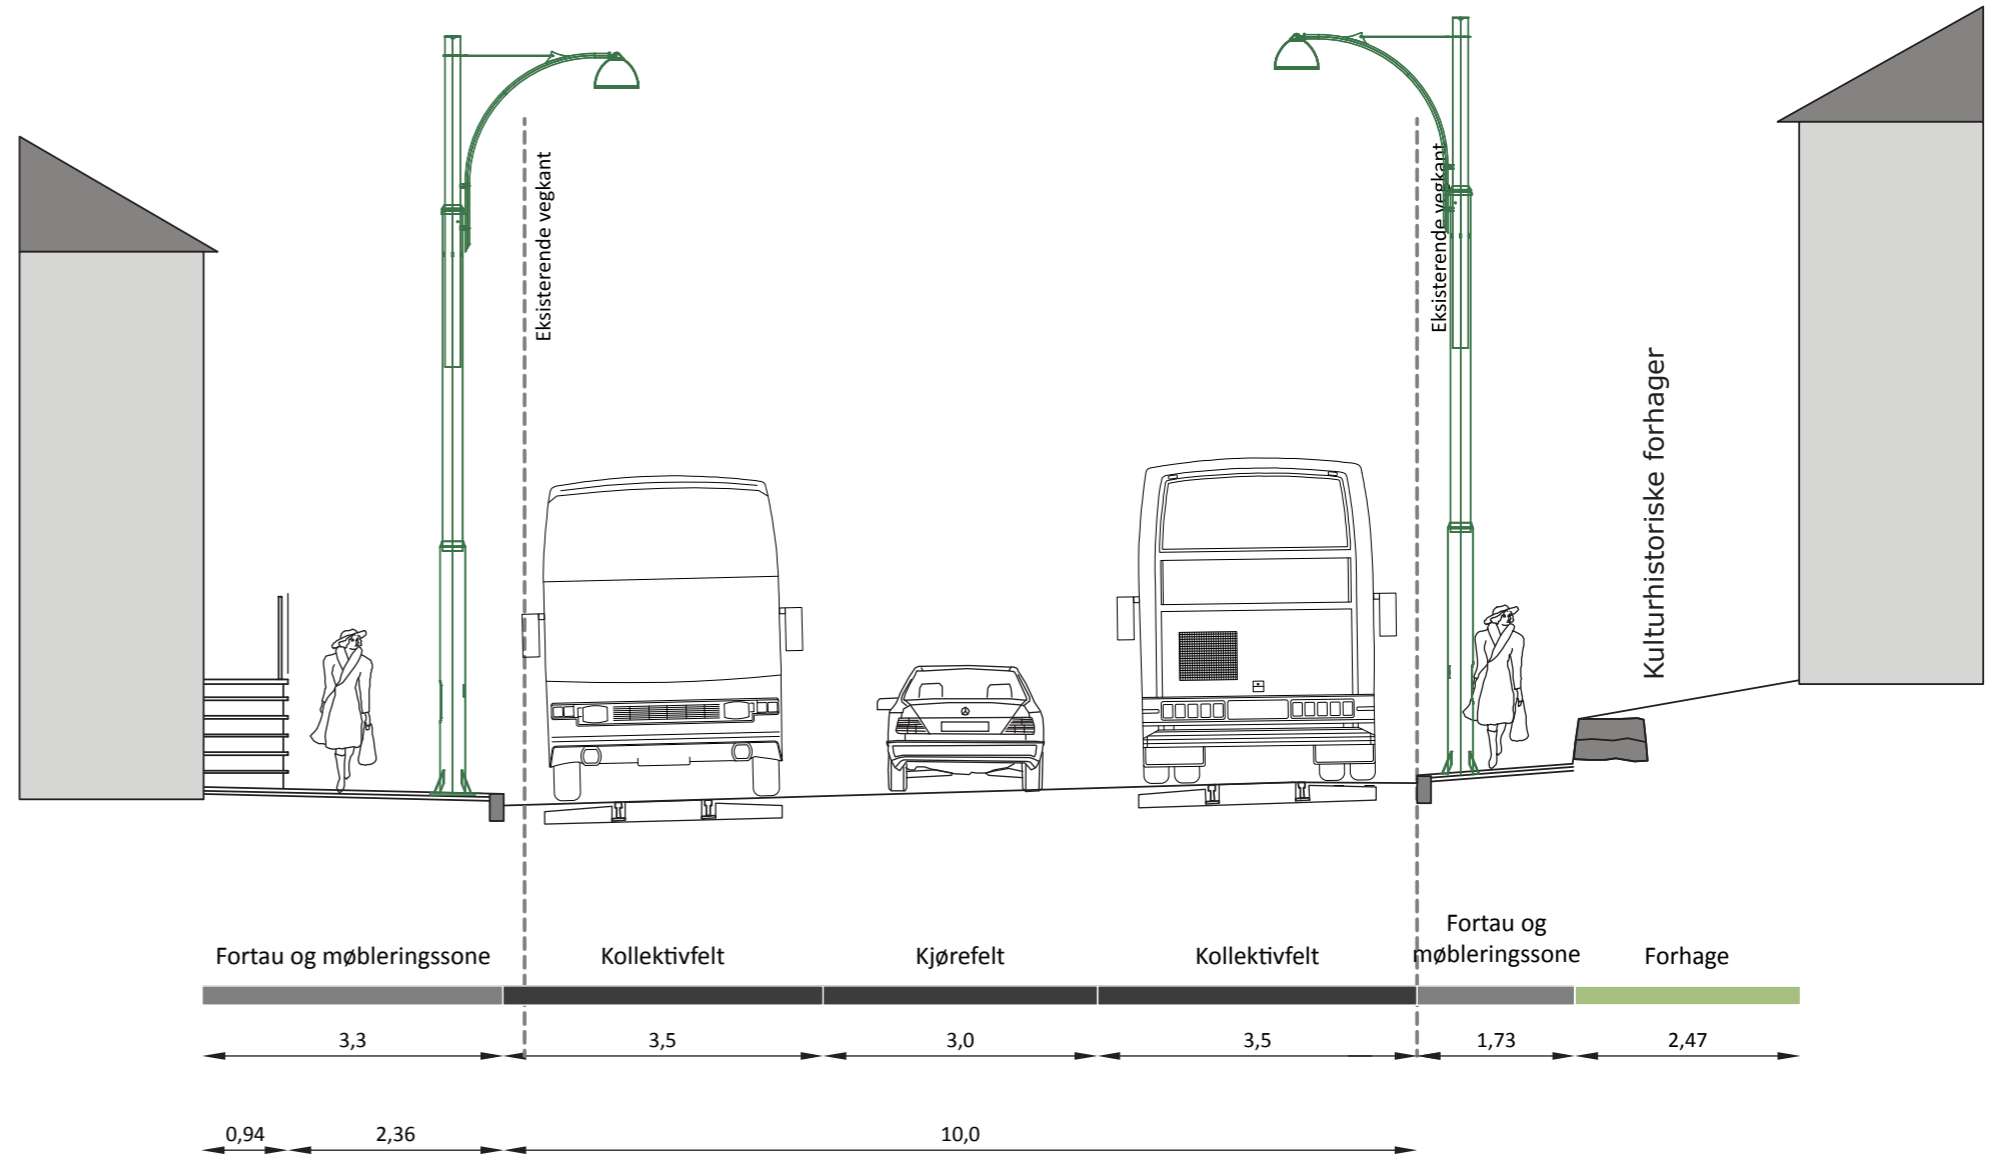 Eksisterende vegkant
Eksisterende vegkant
Kulturhistoriske forhager
Fortau og møbleringssone
Kollektivfelt
Kjørefelt
Kollektivfelt
Fortau og
møbleringssone
Forhage
3,3
3,5
3,0
3,5
1,73
2,47
0,94
2,36
10,0